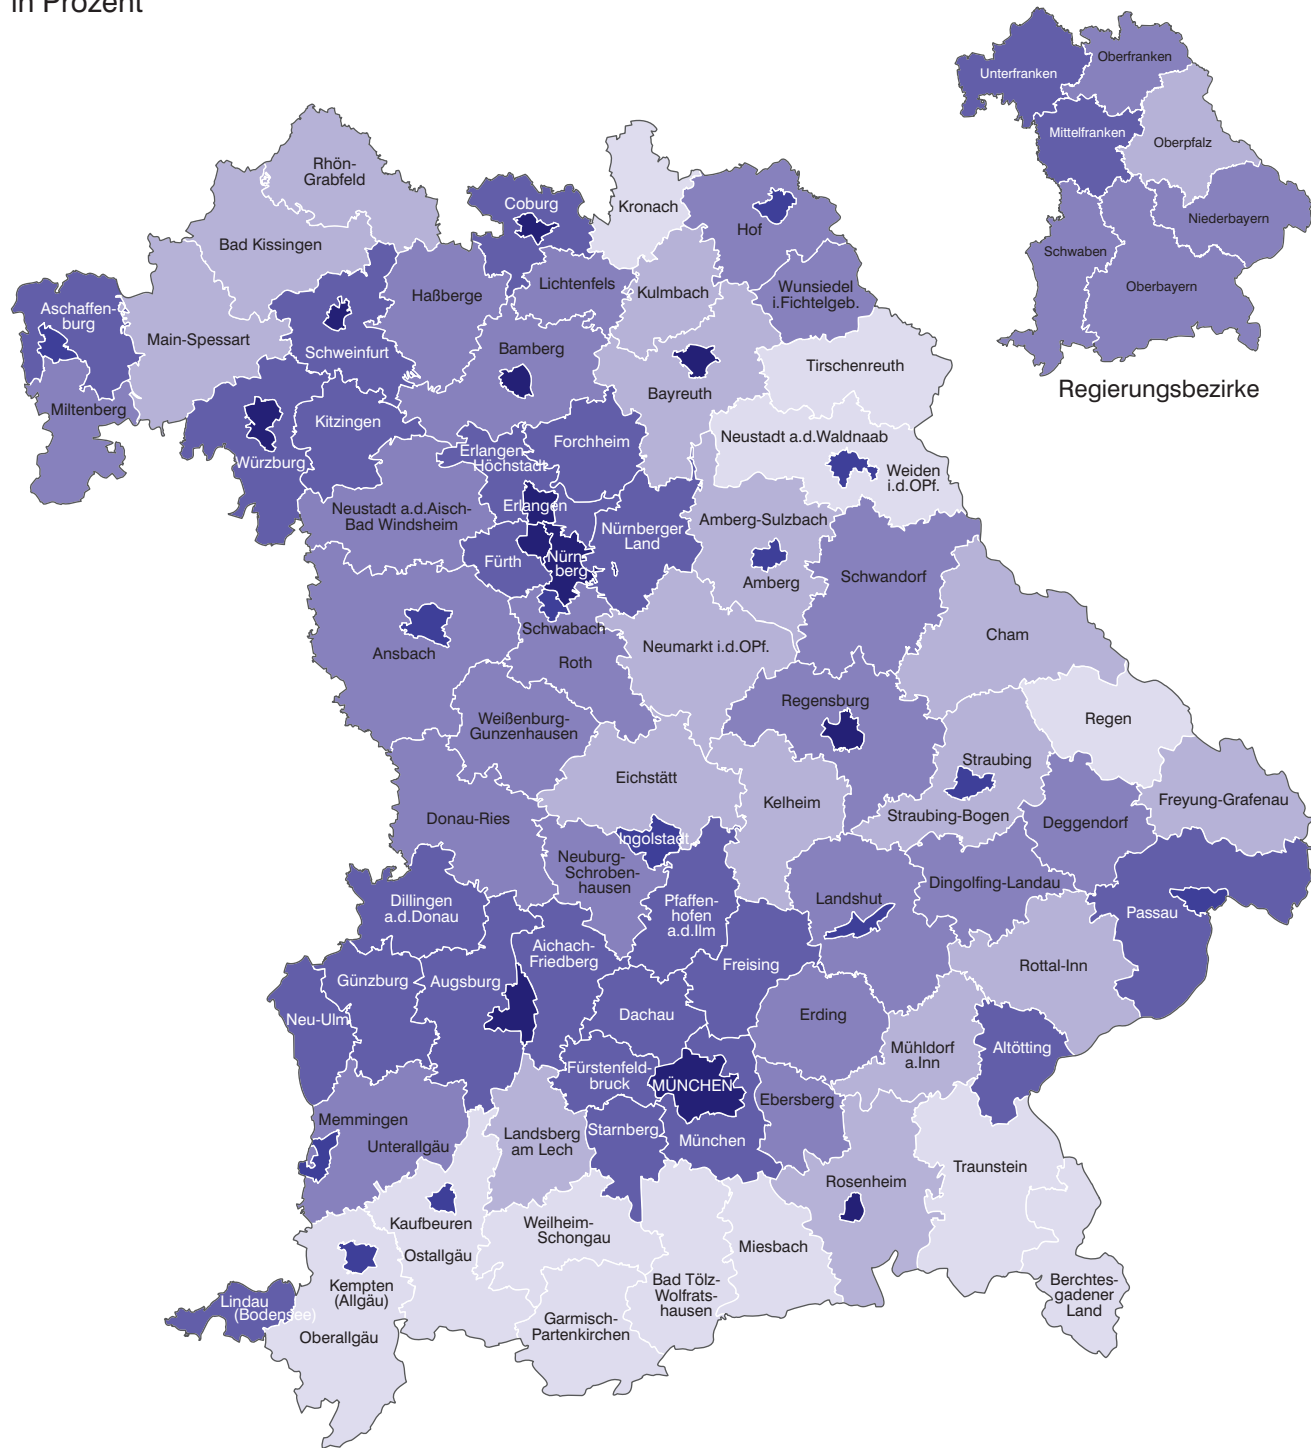 in Prozent
Unterfranken
Oberfranken
Mittelfranken
Oberpfalz
Niederbayern
Schwaben
Oberbayern
Regierungsbezirke
Rhön-
Grabfeld
Coburg
Kronach
Hof
Bad Kissingen
Haßberge
Lichtenfels
Kulmbach
Wunsiedel
i.Fichtelgeb.
Aschaffen-
burg
Main-Spessart
Schweinfurt
Bamberg
Bayreuth
Tirschenreuth
Miltenberg
Kitzingen
Forchheim
Neustadt a.d.Waldnaab
Erlangen-
Höchstadt
Würzburg
Weiden
i.d.OPf.
Neustadt a.d.Aisch-
Bad Windsheim
Erlangen
Nürnberger
Land
Amberg-Sulzbach
Fürth
Nürn-
berg
Amberg
Schwandorf
Schwabach
Cham
Ansbach
Roth
Neumarkt i.d.OPf.
Regensburg
Weißenburg-
Gunzenhausen
Regen
Straubing
Eichstätt
Kelheim
Freyung-Grafenau
Donau-Ries
Straubing-Bogen
Deggendorf
Ingolstadt
Neuburg-
Schroben-
hausen
Dingolfing-Landau
Dillingen
a.d.Donau
Pfaffen-
hofen
a.d.Ilm
Landshut
Passau
Aichach-
Friedberg
Freising
Rottal-Inn
Günzburg
Augsburg
Neu-Ulm
Dachau
Erding
Mühldorf
a.Inn
Altötting
Fürstenfeld-
bruck
MÜNCHEN
Ebersberg
Memmingen
Unterallgäu
Landsberg
am Lech
Starnberg
München
Traunstein
Rosenheim
Kaufbeuren
Weilheim-
Schongau
Miesbach
Ostallgäu
Kempten
(Allgäu)
Bad Tölz-
Wolfrats-
hausen
Berchtes-
gadener
Land
Lindau
(Bodensee)
Oberallgäu
Garmisch-
Partenkirchen